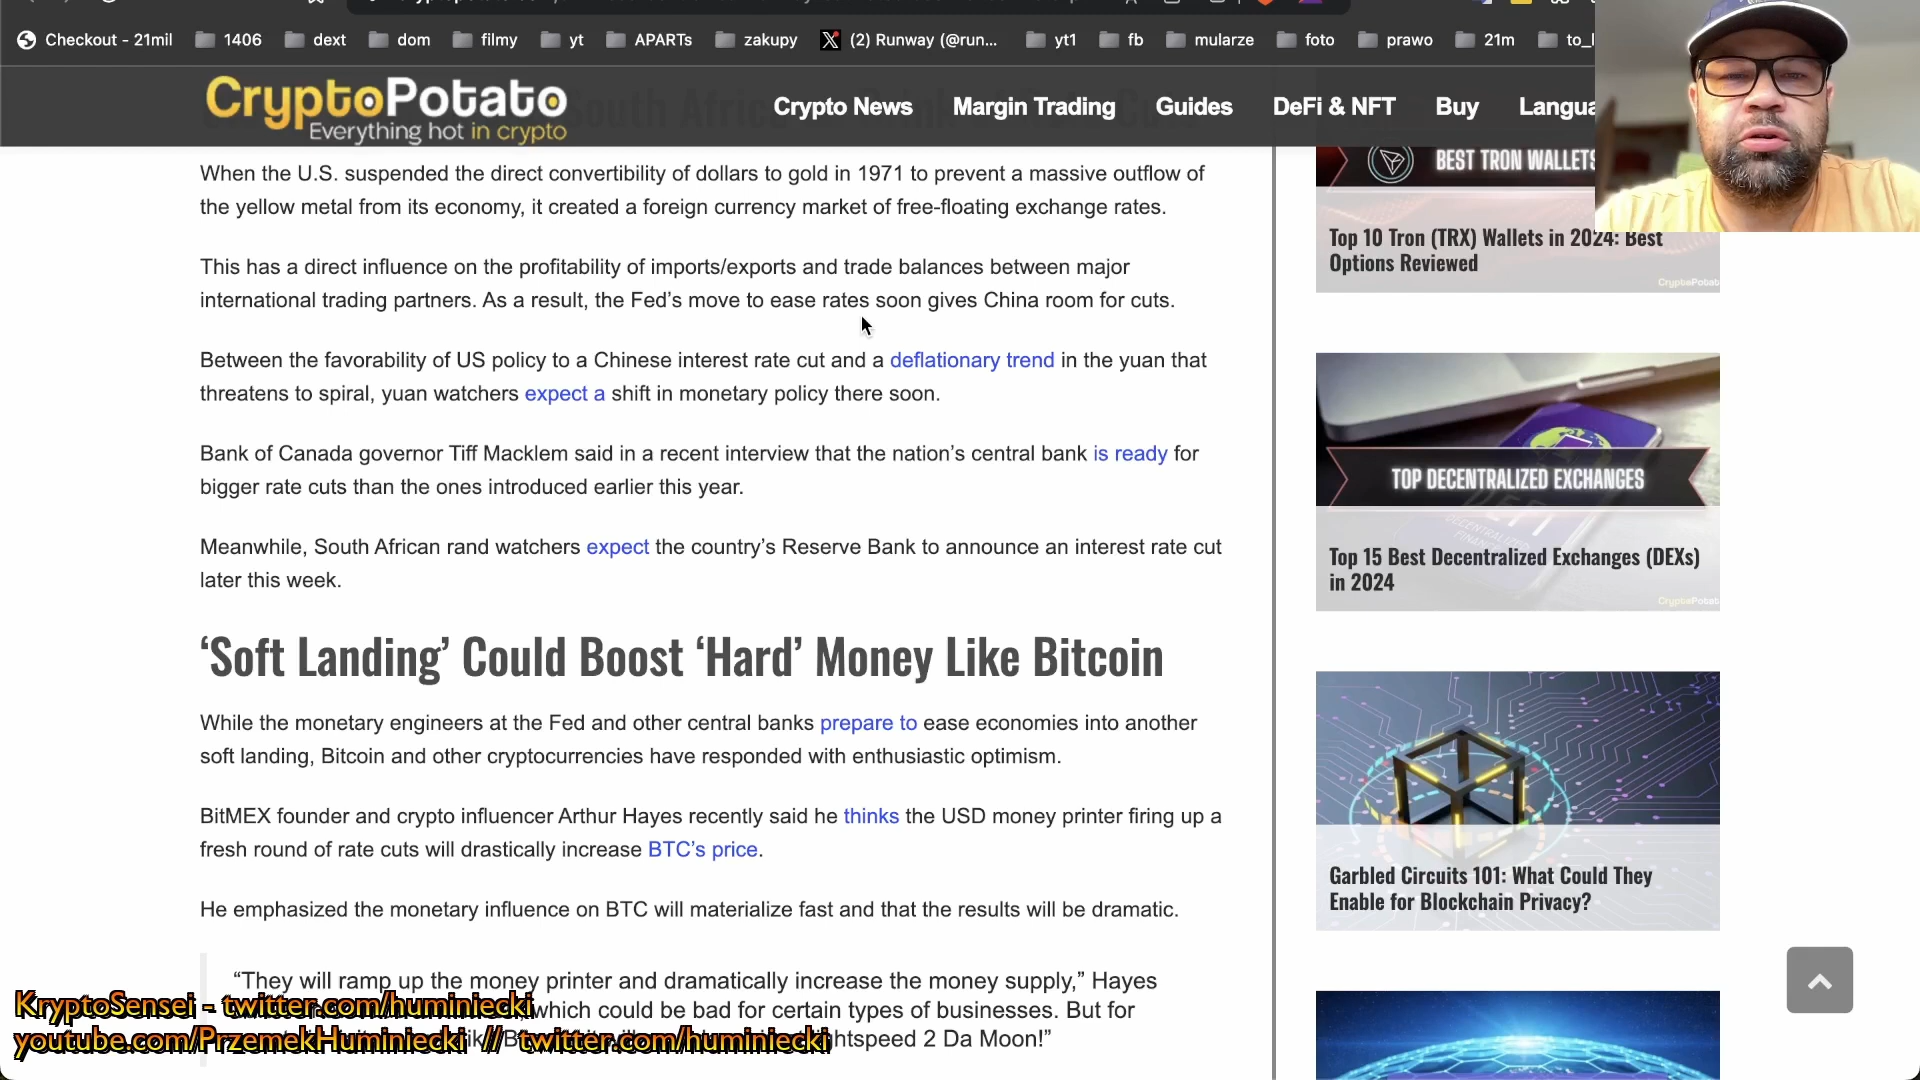 Checkout - 21mil 1406 dext dom filmy yt APARTs zakupy (2) Runway (@run... yt1 fb mularze foto prawo 21m
CryptoPotato
Everything hot in crypto
Crypto News Margin Trading Guides DeFi & NFT Buy Langua
When the U.S. suspended the direct convertibility of dollars to gold in 1971 to prevent a massive outflow of
the yellow metal from its economy, it created a foreign currency market of free-floating exchange rates.
This has a direct influence on the profitability of imports/exports and trade balances between major
international trading partners. As a result, the Fed’s move to ease rates soon gives China room for cuts.
Between the favorability of US policy to a Chinese interest rate cut and a deflationary trend in the yuan that
threatens to spiral, yuan watchers expect a shift in monetary policy there soon.
Bank of Canada governor Tiff Macklem said in a recent interview that the nation’s central bank is ready for
bigger rate cuts than the ones introduced earlier this year.
Meanwhile, South African rand watchers expect the country’s Reserve Bank to announce an interest rate cut
later this week.
‘Soft Landing’ Could Boost ‘Hard’ Money Like Bitcoin
While the monetary engineers at the Fed and other central banks prepare to ease economies into another
soft landing, Bitcoin and other cryptocurrencies have responded with enthusiastic optimism.
BitMEX founder and crypto influencer Arthur Hayes recently said he thinks the USD money printer firing up a
fresh round of rate cuts will drastically increase BTC’s price.
He emphasized the monetary influence on BTC will materialize fast and that the results will be dramatic.
“They will ramp up the money printer and dramatically increase the money supply,” Hayes
which could be bad for certain types of businesses. But for
2 Da Moon!”
KryptoSensei - twitter.com/huminiecki
youtube.com/PrzemekHuminiecki // twitter.com/huminiecki
BEST TRON WALLETS
Top 10 Tron (TRX) Wallets in 2024: Best
Options Reviewed
CryptoPotat
TOP DECENTRALIZED EXCHANGES
Top 15 Best Decentralized Exchanges (DEXs)
in 2024
CryptoPotat
Garbled Circuits 101: What Could They
Enable for Blockchain Privacy?